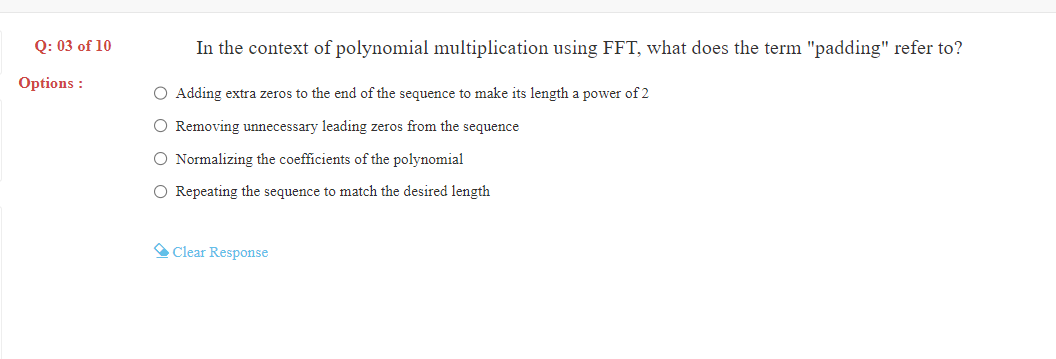 Q: 03 of 10
In the context of polynomial multiplication using FFT, what does the term "padding" refer to?
Options :
Adding extra zeros to the end of the sequence to make its length a power of 2
Removing unnecessary leading zeros from the sequence
Normalizing the coefficients of the polynomial
Repeating the sequence to match the desired length
Clear Response